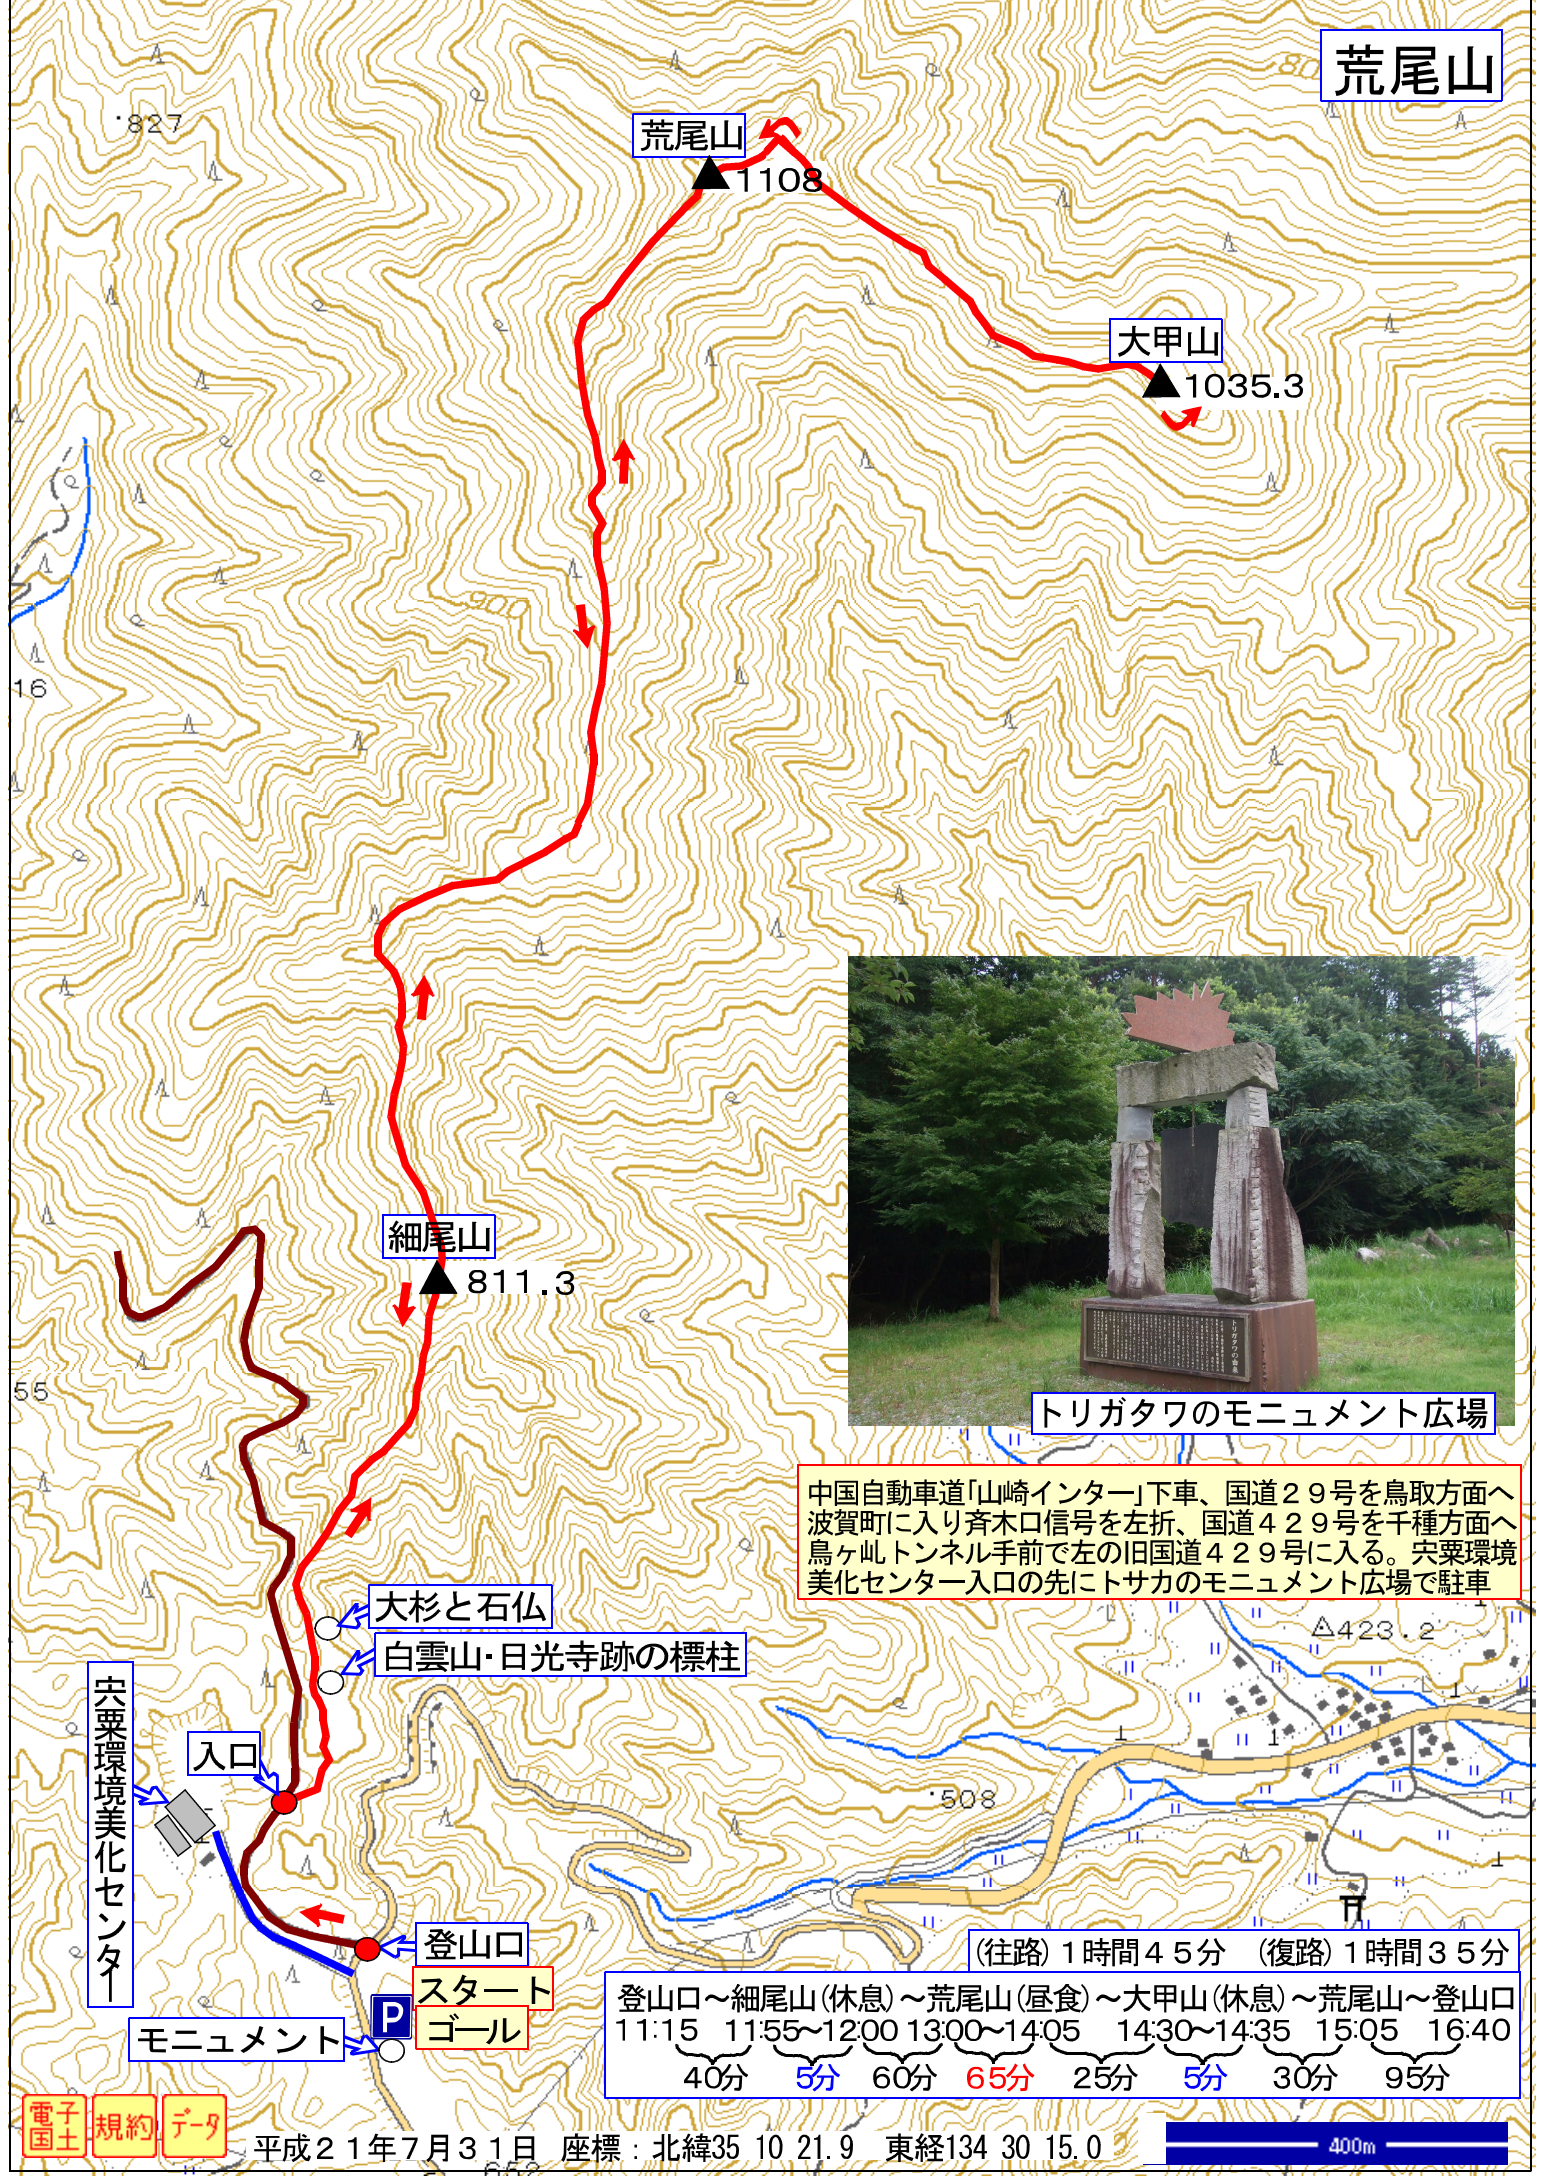 荒尾山
827
800
荒尾山
1108
大甲山
1035.3
900
16
細尾山
811.3
55
トリガタワの由来
トリガタワのモニュメント広場
中国自動車道「山崎インター」下車、国道29号を鳥取方面へ
波賀町に入り斉木口信号を左折、国道429号を千種方面へ
鳥ヶ乢トンネル手前で左の旧国道429号に入る。宍粟環境
美化センター入口の先にトサカのモニュメント広場で駐車
423.2
大杉と石仏
白雲山・日光寺跡の標柱
宍粟環境美化センター
入口
508
登山口
スタート
P
ゴール
モニュメント
(往路)1時間45分 (復路)1時間35分
登山口～細尾山(休息)～荒尾山(昼食)～大甲山(休息)～荒尾山～登山口
11:15 11:55～12:00 13:00～14:05 14:30～14:35 15:05 16:40
40分 5分 60分 65分 25分 5分 30分 95分
電子国土
規約
データ
平成21年7月31日 座標：北緯35 10 21.9 東経134 30 15.0
400m
652